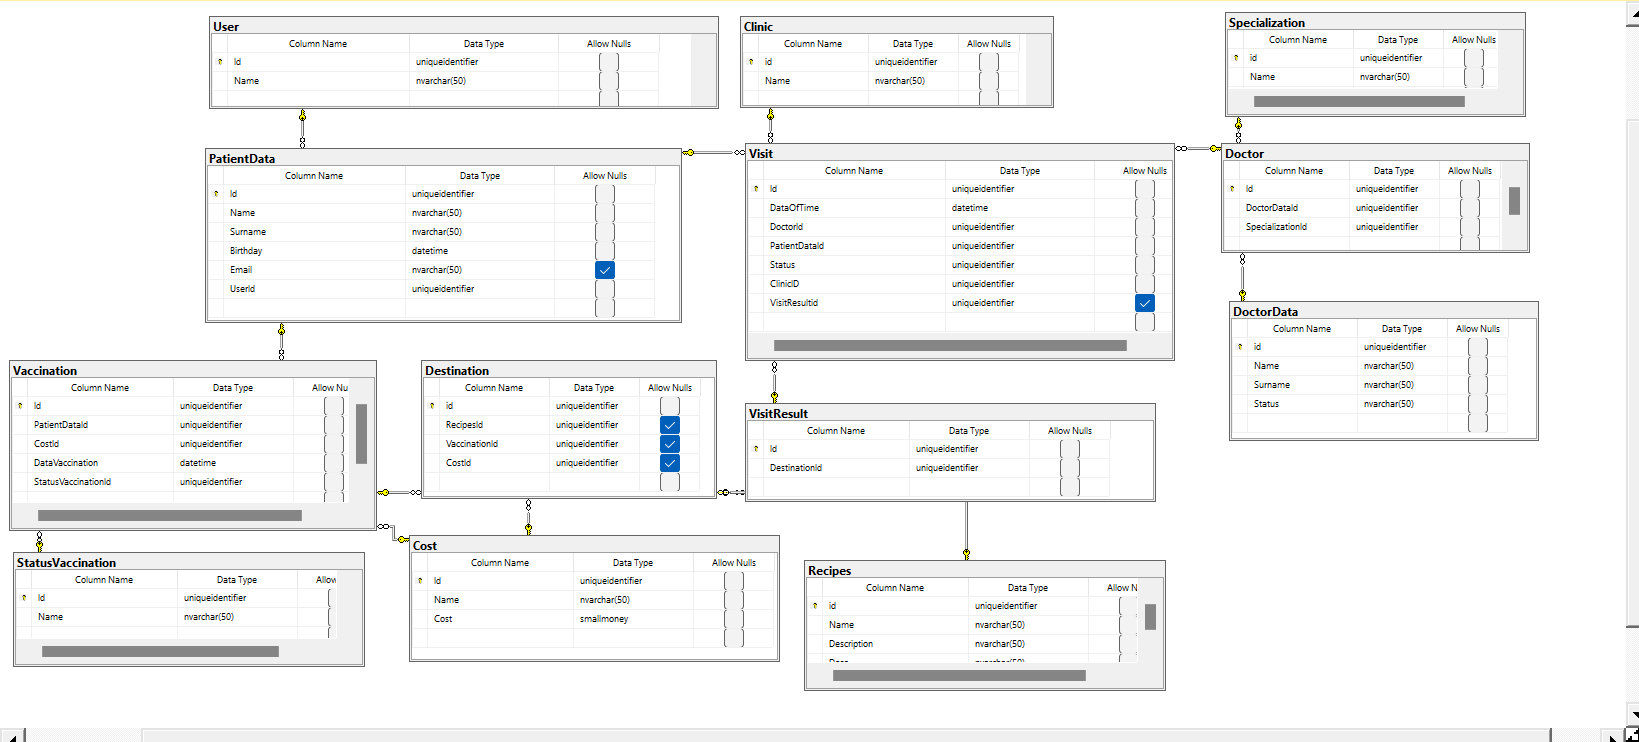 User
Column Name Data Type Allow Nulls
Id uniqueidentifier
Name nvarchar(50)
Clinic
Column Name Data Type Allow Nulls
id uniqueidentifier
Name nvarchar(50)
Specialization
Column Name Data Type Allow Nulls
id uniqueidentifier
Name nvarchar(50)
PatientData
Column Name Data Type Allow Nulls
Id uniqueidentifier
Name nvarchar(50)
Surname nvarchar(50)
Birthday datetime
Email nvarchar(50)
UserId uniqueidentifier
Visit
Column Name Data Type Allow Nulls
Id uniqueidentifier
DataOfTime datetime
DoctorId uniqueidentifier
PatientDataId uniqueidentifier
Status uniqueidentifier
ClinicID uniqueidentifier
VisitResultid uniqueidentifier
Doctor
Column Name Data Type Allow Nulls
Id uniqueidentifier
DoctorDataId uniqueidentifier
SpecializationId uniqueidentifier
DoctorData
Column Name Data Type Allow Nulls
id uniqueidentifier
Name nvarchar(50)
Surname nvarchar(50)
Status nvarchar(50)
Vaccination
Column Name Data Type Allow Nu
Id uniqueidentifier
PatientDataId uniqueidentifier
CostId uniqueidentifier
DataVaccination datetime
StatusVaccinationId uniqueidentifier
Destination
Column Name Data Type Allow Nulls
id uniqueidentifier
RecipesId uniqueidentifier
VaccinationId uniqueidentifier
CostId uniqueidentifier
VisitResult
Column Name Data Type Allow Nulls
Id uniqueidentifier
DestinationId uniqueidentifier
StatusVaccination
Column Name Data Type Allow
Id uniqueidentifier
Name nvarchar(50)
Cost
Column Name Data Type Allow Nulls
Id uniqueidentifier
Name nvarchar(50)
Cost smallmoney
Recipes
Column Name Data Type Allow N
id uniqueidentifier
Name nvarchar(50)
Description nvarchar(50)
nvarchar(50)